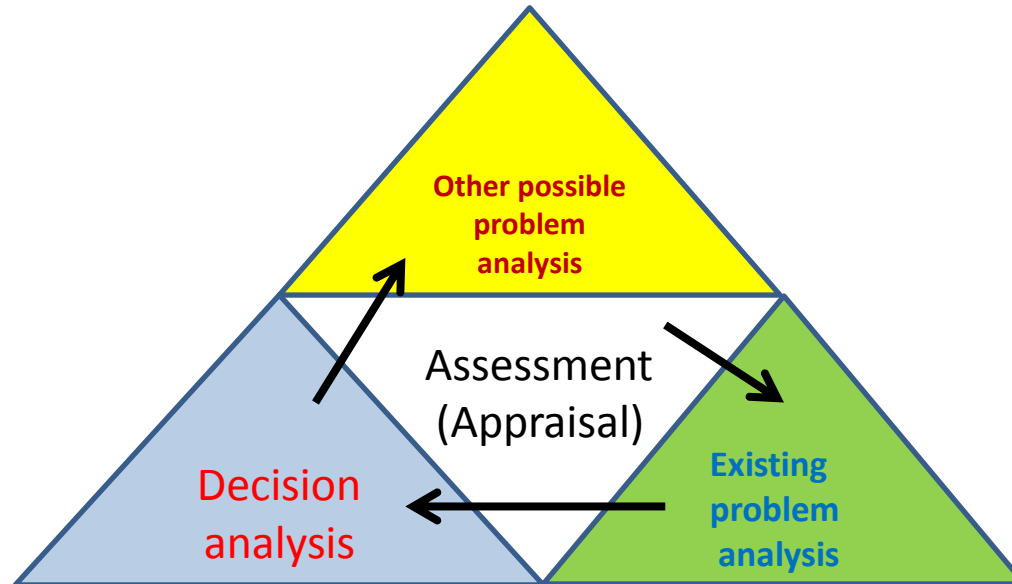 Other possible
problem
analysis
Assessment
(Appraisal)
Decision
analysis
Existing
problem
analysis